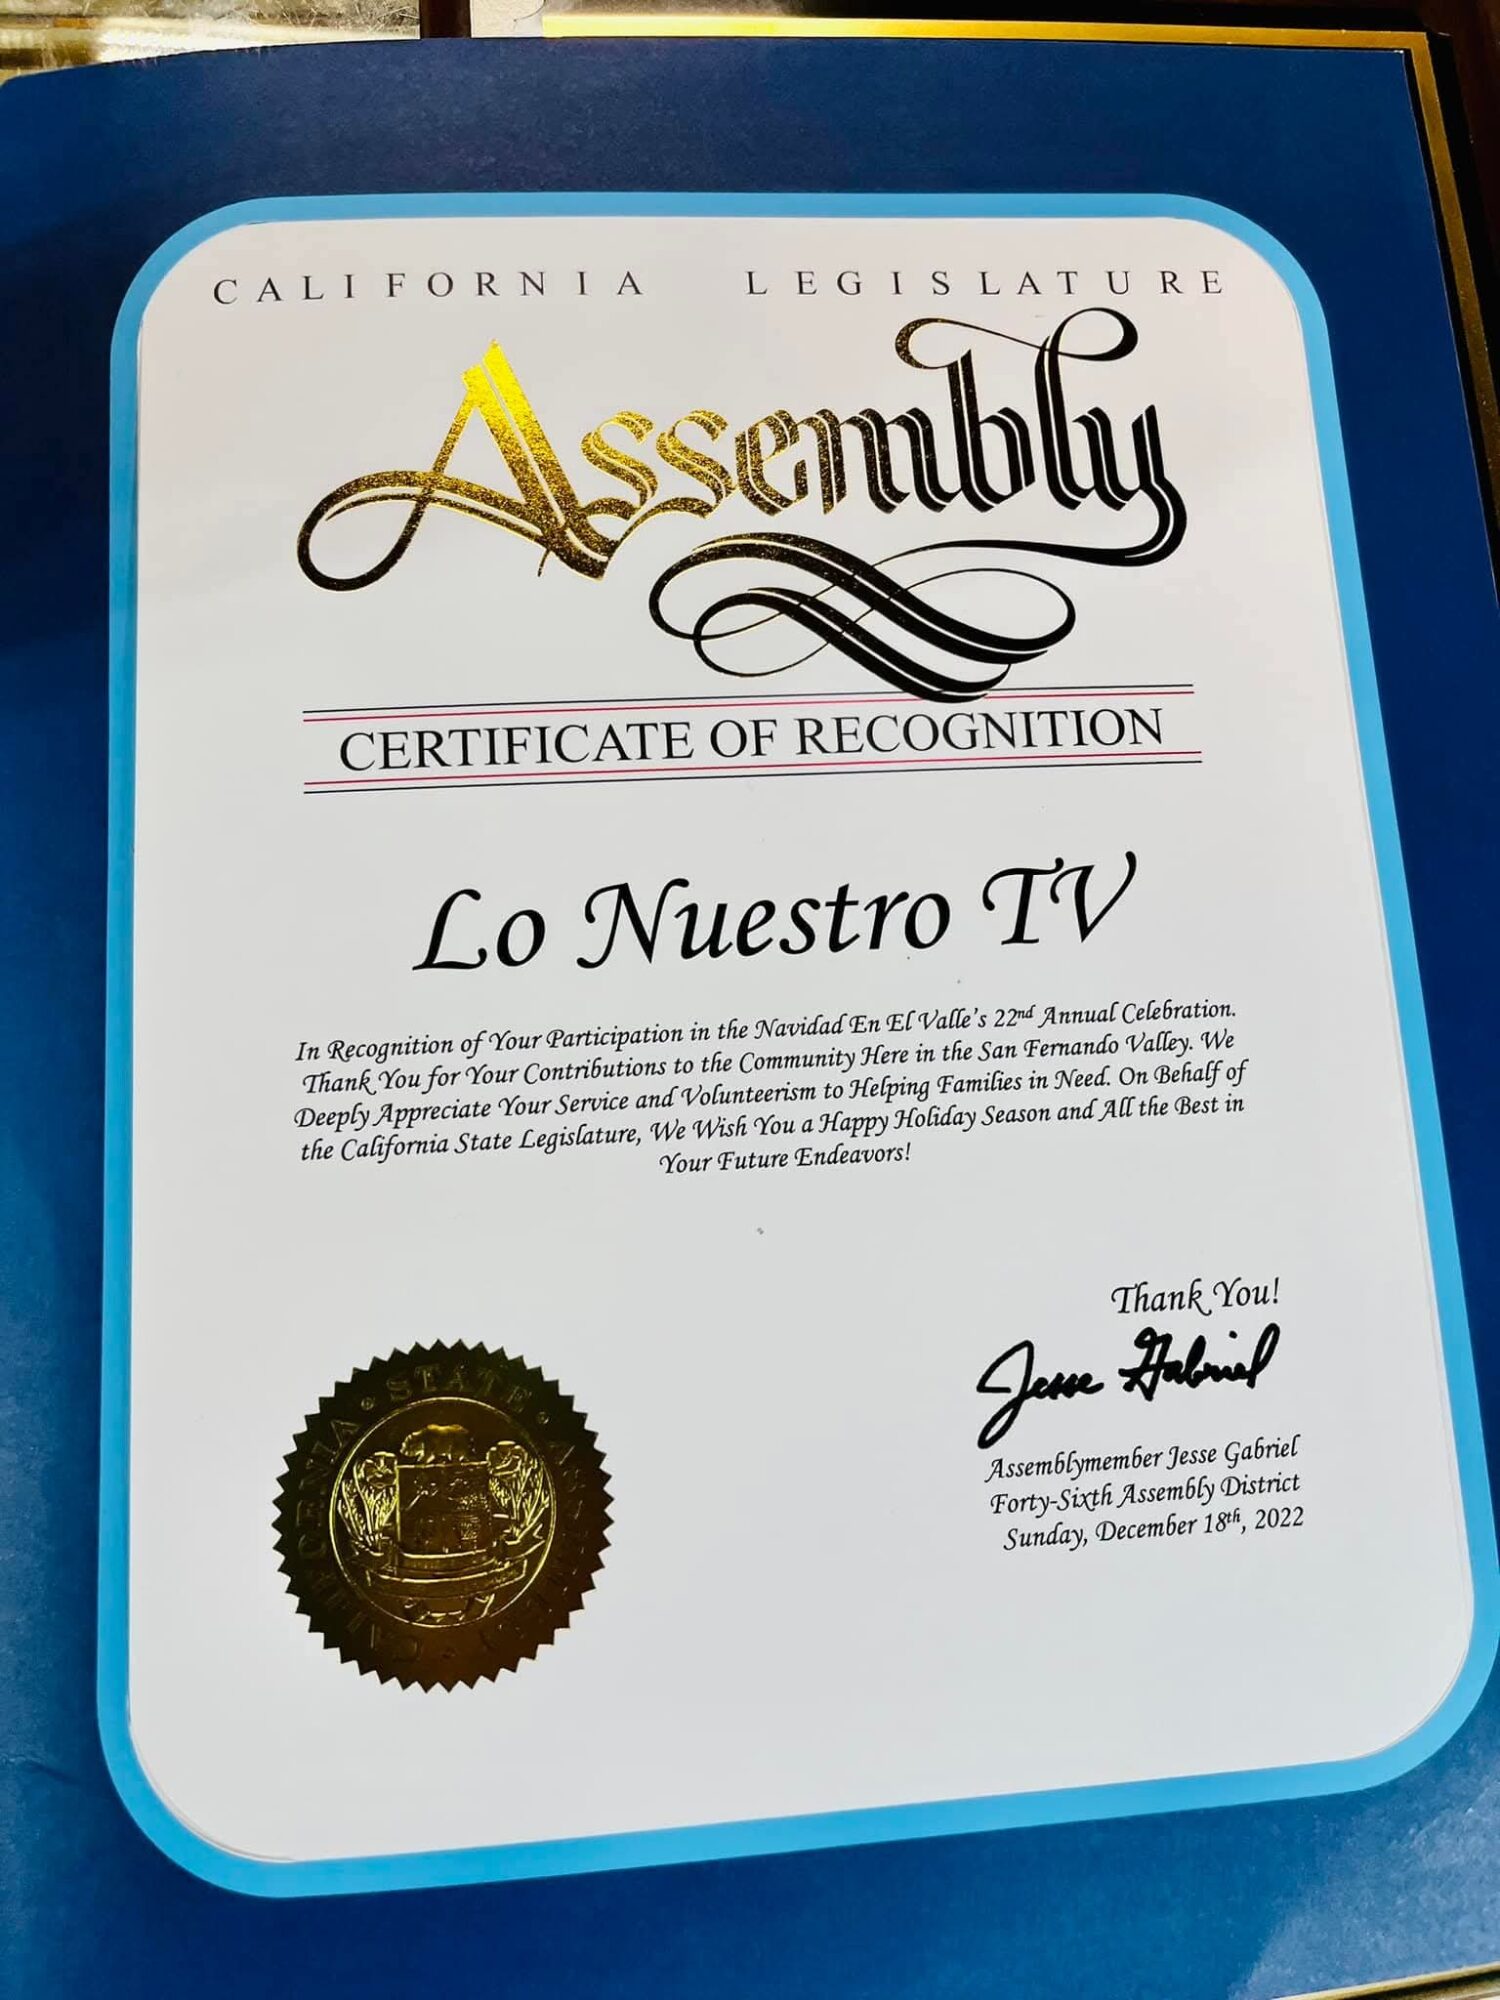 CALIFORNIA LEGISLATURE
Assembly
CERTIFICATE OF RECOGNITION
Lo Nuestro TV
In Recognition of Your Participation in the Navidad En El Valle's 22nd Annual Celebration.
Thank You for Your Contributions to the Community Here in the San Fernando Valley. We
Deeply Appreciate Your Service and Volunteerism to Helping Families in Need. On Behalf of
the California State Legislature, We Wish You a Happy Holiday Season and All the Best in
Your Future Endeavors!
Thank You!
Jesse Gabriel
Assemblymember Jesse Gabriel
Forty-Sixth Assembly District
Sunday, December 18th, 2022
CALIFORNIA • STATE •